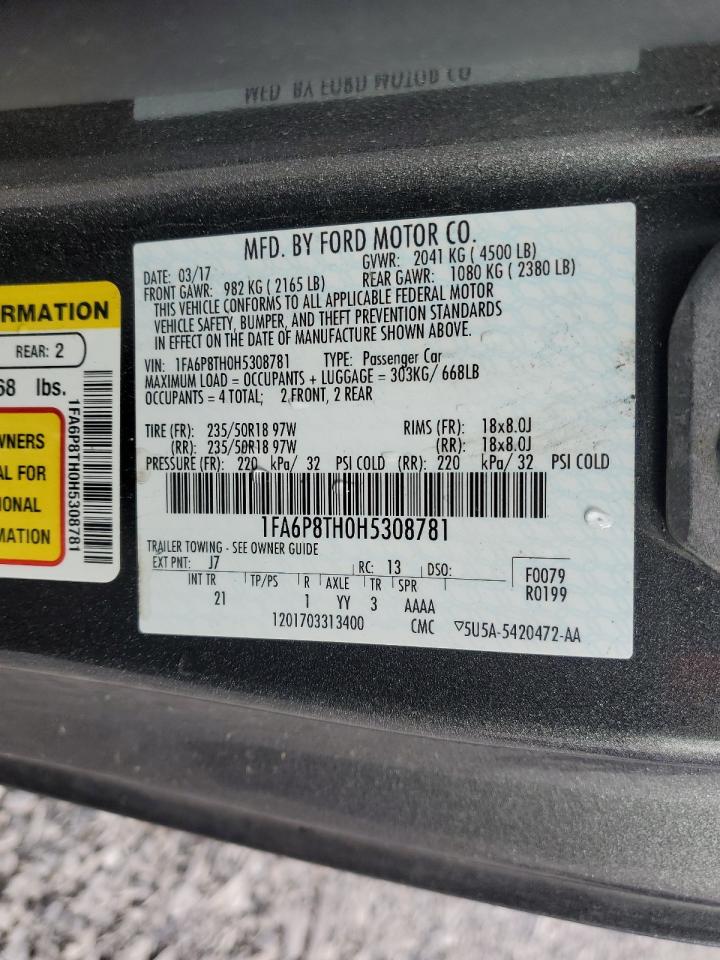 MFD. BY FORD MOTOR CO
MFD. BY FORD MOTOR CO.
DATE: 03/17 GVWR: 2041 KG ( 4500 LB)
FRONT GAWR: 982 KG ( 2165 LB) REAR GAWR: 1080 KG ( 2380 LB)
THIS VEHICLE CONFORMS TO ALL APPLICABLE FEDERAL MOTOR
VEHICLE SAFETY, BUMPER, AND THEFT PREVENTION STANDARDS
IN EFFECT ON THE DATE OF MANUFACTURE SHOWN ABOVE.
VIN: 1FA6P8TH0H5308781 TYPE: Passenger Car
MAXIMUM LOAD = OCCUPANTS + LUGGAGE = 303KG/ 668LB
OCCUPANTS = 4 TOTAL; 2 FRONT, 2 REAR
TIRE (FR): 235/50R18 97W RIMS (FR): 18x8.0J
(RR): 235/50R18 97W (RR): 18x8.0J
PRESSURE (FR): 220 kPa/ 32 PSI COLD (RR): 220 kPa/ 32 PSI COLD
1FA6P8TH0H5308781
TRAILER TOWING - SEE OWNER GUIDE
EXT PNT: J7 RC: 13 DSO: F0079
INT TR TP/PS R AXLE TR SPR R0199
21 1 YY 3 AAAA
1201703313400 CMC ▽5U5A-5420472-AA
RMATION
REAR: 2
68 lbs.
WNERS
AL FOR
IONAL
MATION
1FA6P8TH0H5308781